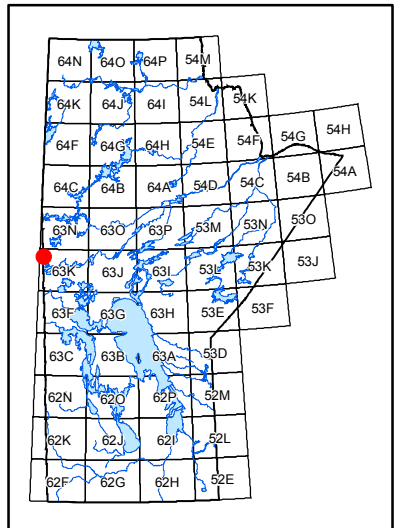 64N 64O 64P 54M
64K 64J 64I 54L 54K
64F 64G 64H 54E 54F 54G 54H
64C 64B 64A 54D 54C 54B 54A
63N 63O 63P 53M 53N 53O
63K 63J 63I 53L 53K 53J
63F 63G 63H 53E 53F
63C 63B 63A 53D
62N 62O 62P 52M
62K 62J 62I 52L
62F 62G 62H 52E